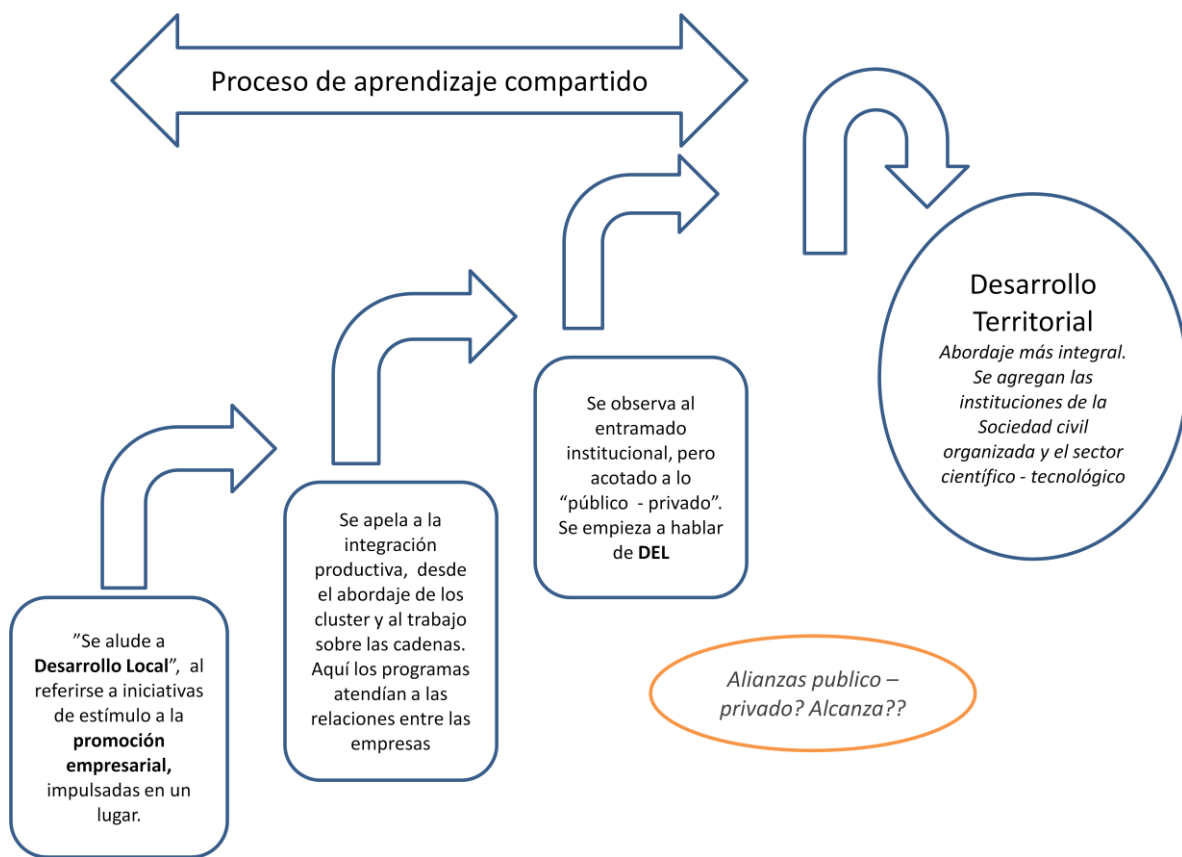 Proceso de aprendizaje compartido
”Se alude a
Desarrollo Local”, al
referirse a iniciativas
de estímulo a la
promoción
empresarial,
impulsadas en un
lugar.
Se apela a la
integración
productiva, desde
el abordaje de los
cluster y al trabajo
sobre las cadenas.
Aquí los programas
atendían a las
relaciones entre las
empresas
Se observa al
entramado
institucional, pero
acotado a lo
“público - privado”.
Se empieza a hablar
de DEL
Desarrollo
Territorial
Abordaje más integral.
Se agregan las
instituciones de la
Sociedad civil
organizada y el sector
científico - tecnológico
Alianzas publico –
privado? Alcanza??